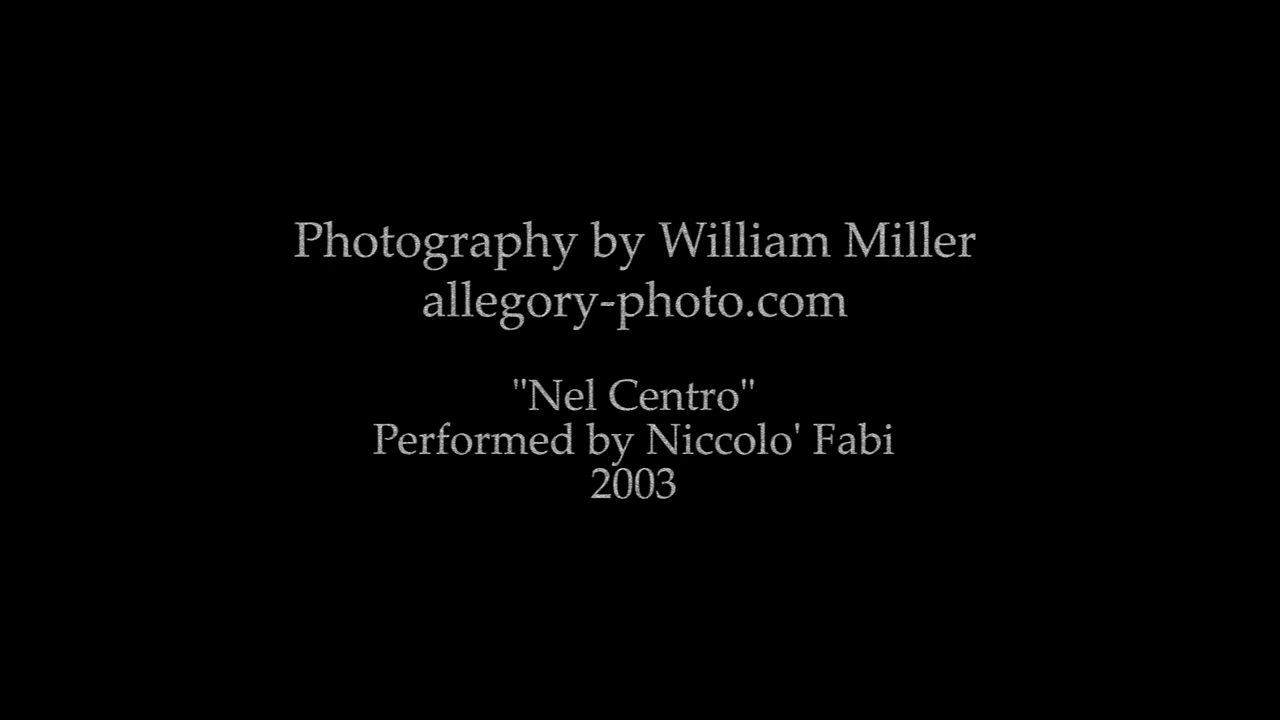 Photography by William Miller
allegory-photo.com
"Nel Centro"
Performed by Niccolo' Fabi
2003